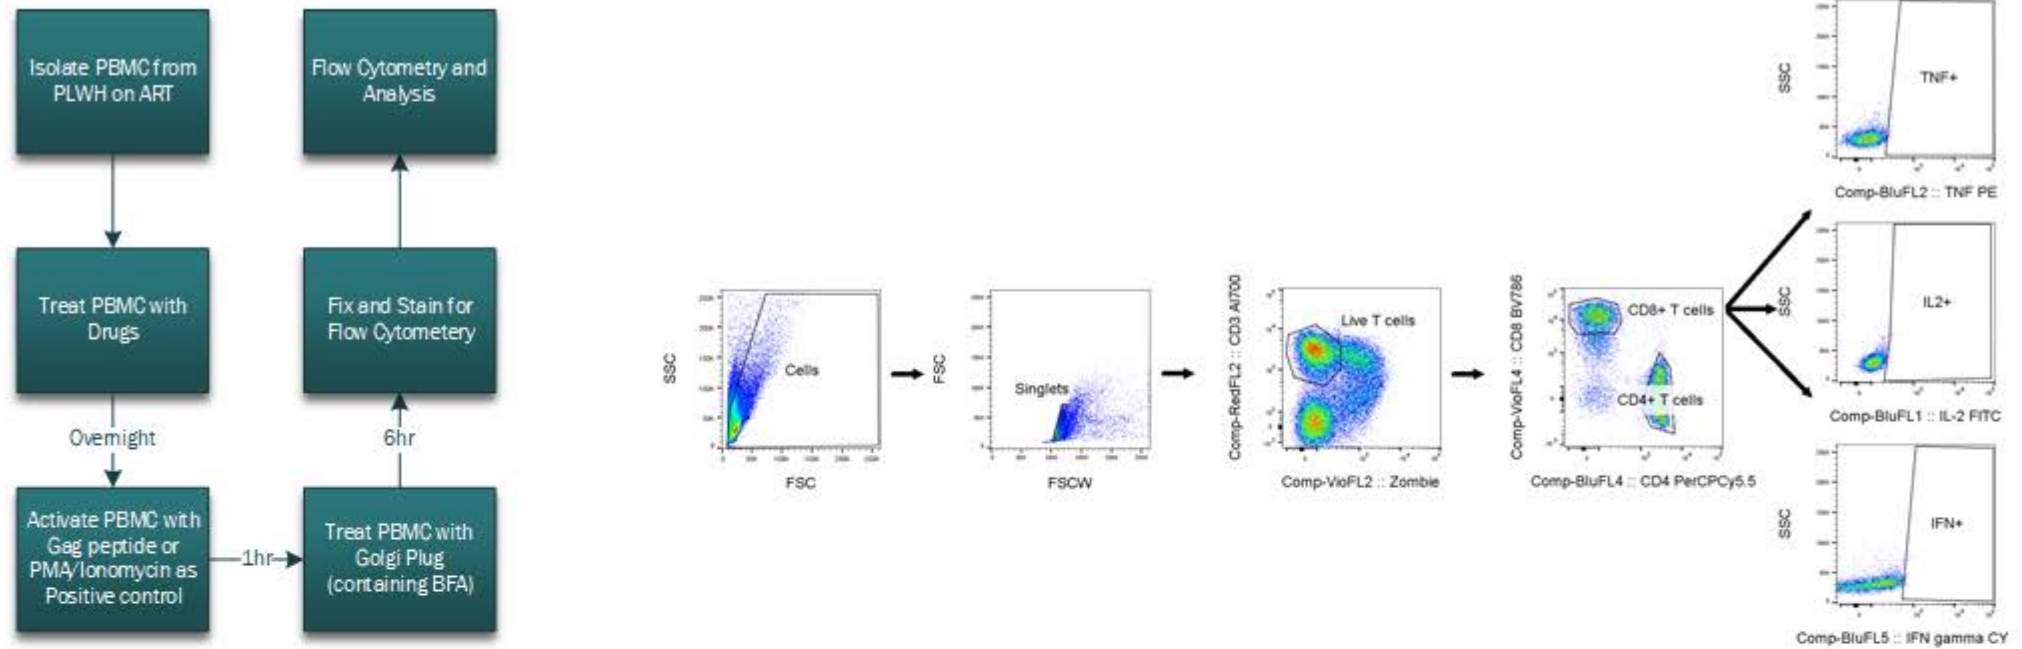 Isolate PBMC from
PLWH on ART
Treat PBMC with
Drugs
Overnight
Activate PBMC with
Gag peptide or
PMA/Ionomycin as
Positive control
1hr
Treat PBMC with
Golgi Plug
(containing BFA)
6hr
Fix and Stain for
Flow Cytometery
Flow Cytometry and
Analysis
SSC
Cells
FSC
FSC
Singlets
FSCW
Comp-RedFL2 :: CD3 Al700
Live T cells
Comp-VioFL2 :: Zombie
Comp-VioFL4 :: CD8 BV786
CD8+ T cells
CD4+ T cells
Comp-BluFL4 :: CD4 PerCPCy5.5
SSC
TNF+
Comp-BluFL2 :: TNF PE
SSC
IL2+
Comp-BluFL1 :: IL-2 FITC
SSC
IFN+
Comp-BluFL5 :: IFN gamma CY